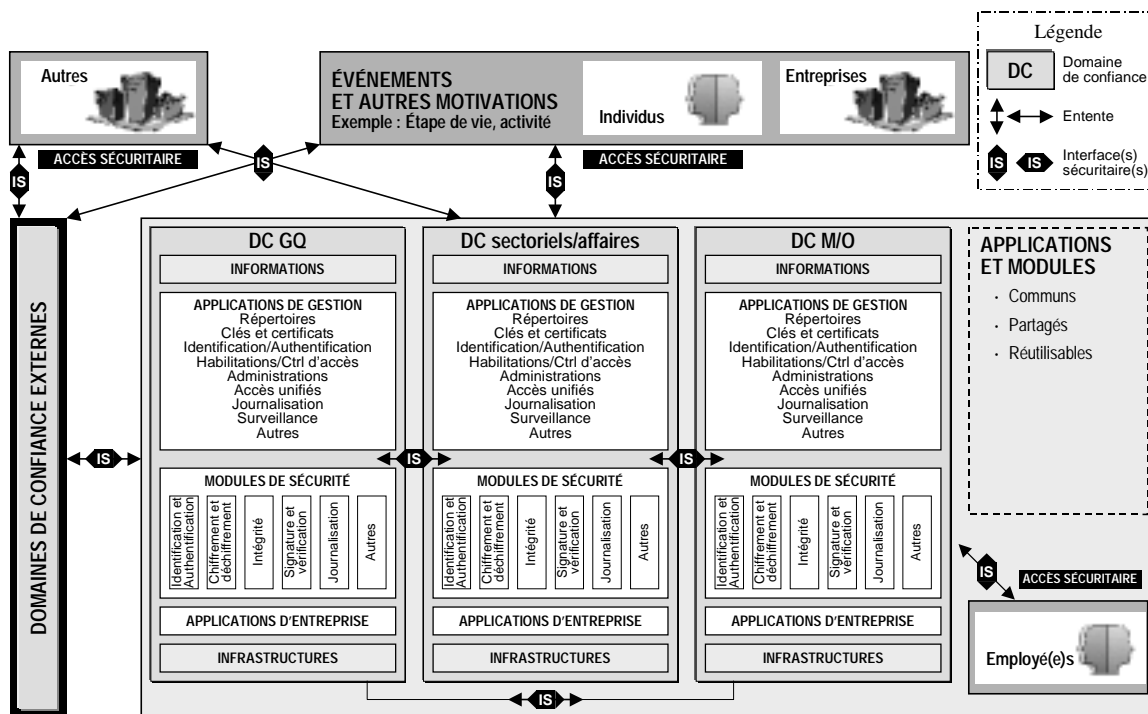 Légende
DC
Domaine
de confiance
Entente
IS
IS
Interface(s)
sécuritaire(s)
Autres
ÉVÉNEMENTS
ET AUTRES MOTIVATIONS
Exemple : Étape de vie, activité
Individus
Entreprises
IS
ACCÈS SÉCURITAIRE
IS
IS
ACCÈS SÉCURITAIRE
DOMAINES DE CONFIANCE EXTERNES
IS
DC GQ
INFORMATIONS
APPLICATIONS DE GESTION
Répertoires
Clés et certificats
Identification/Authentification
Habilitations/Ctrl d'accès
Administrations
Accès unifiés
Journalisation
Surveillance
Autres
MODULES DE SÉCURITÉ
Identification et
Authentification
Chiffrement et
déchiffrement
Intégrité
Signature et
vérification
Journalisation
Autres
APPLICATIONS D'ENTREPRISE
INFRASTRUCTURES
IS
DC sectoriels/affaires
INFORMATIONS
APPLICATIONS DE GESTION
Répertoires
Clés et certificats
Identification/Authentification
Habilitations/Ctrl d'accès
Administrations
Accès unifiés
Journalisation
Surveillance
Autres
MODULES DE SÉCURITÉ
Identification et
Authentification
Chiffrement et
déchiffrement
Intégrité
Signature et
vérification
Journalisation
Autres
APPLICATIONS D'ENTREPRISE
INFRASTRUCTURES
IS
DC M/O
INFORMATIONS
APPLICATIONS DE GESTION
Répertoires
Clés et certificats
Identification/Authentification
Habilitations/Ctrl d'accès
Administrations
Accès unifiés
Journalisation
Surveillance
Autres
MODULES DE SÉCURITÉ
Identification et
Authentification
Chiffrement et
déchiffrement
Intégrité
Signature et
vérification
Journalisation
Autres
APPLICATIONS D'ENTREPRISE
INFRASTRUCTURES
IS
APPLICATIONS
ET MODULES
· Communs
· Partagés
· Réutilisables
IS
ACCÈS SÉCURITAIRE
Employé(e)s